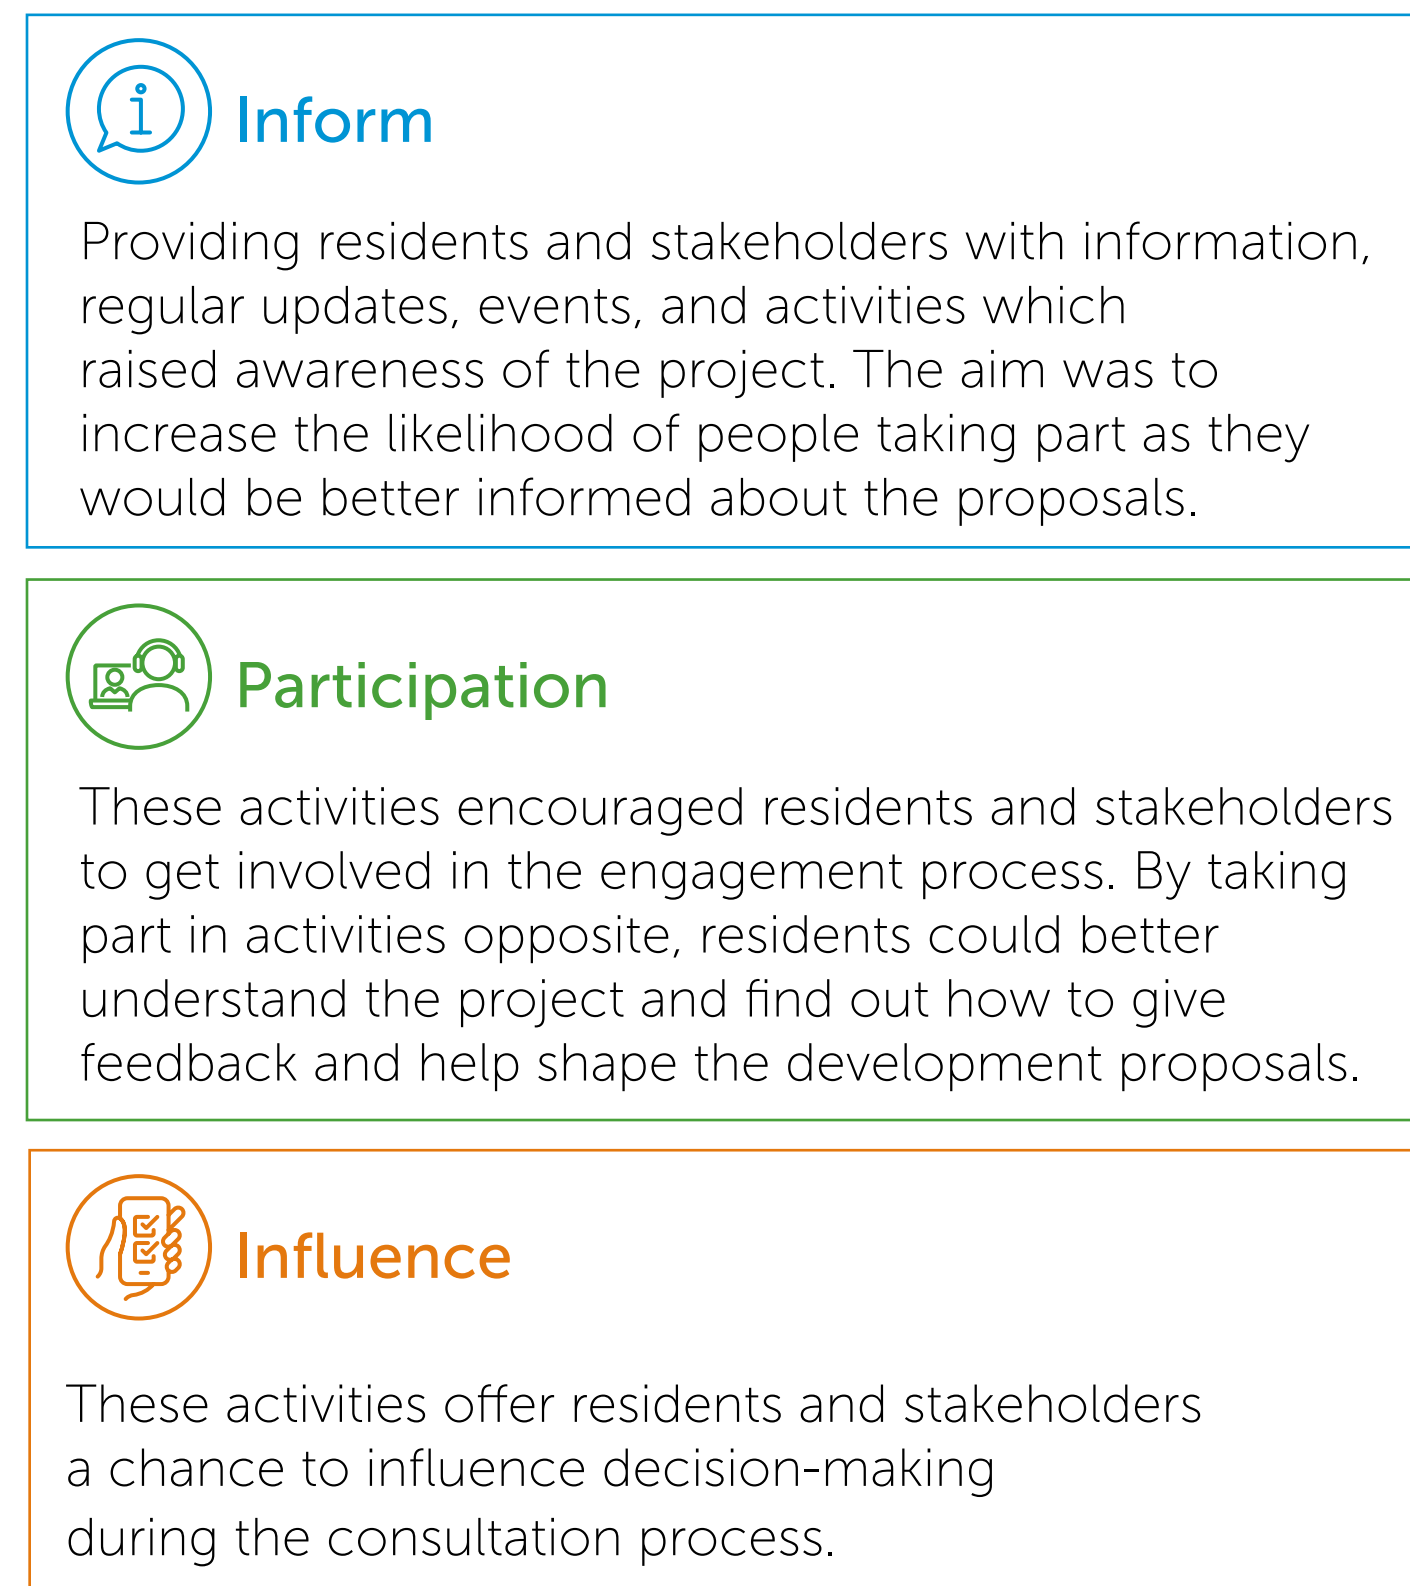 Inform
Providing residents and stakeholders with information,
regular updates, events, and activities which
raised awareness of the project. The aim was to
increase the likelihood of people taking part as they
would be better informed about the proposals.
Participation
These activities encouraged residents and stakeholders
to get involved in the engagement process. By taking
part in activities opposite, residents could better
understand the project and find out how to give
feedback and help shape the development proposals.
Influence
These activities offer residents and stakeholders
a chance to influence decision-making
during the consultation process.